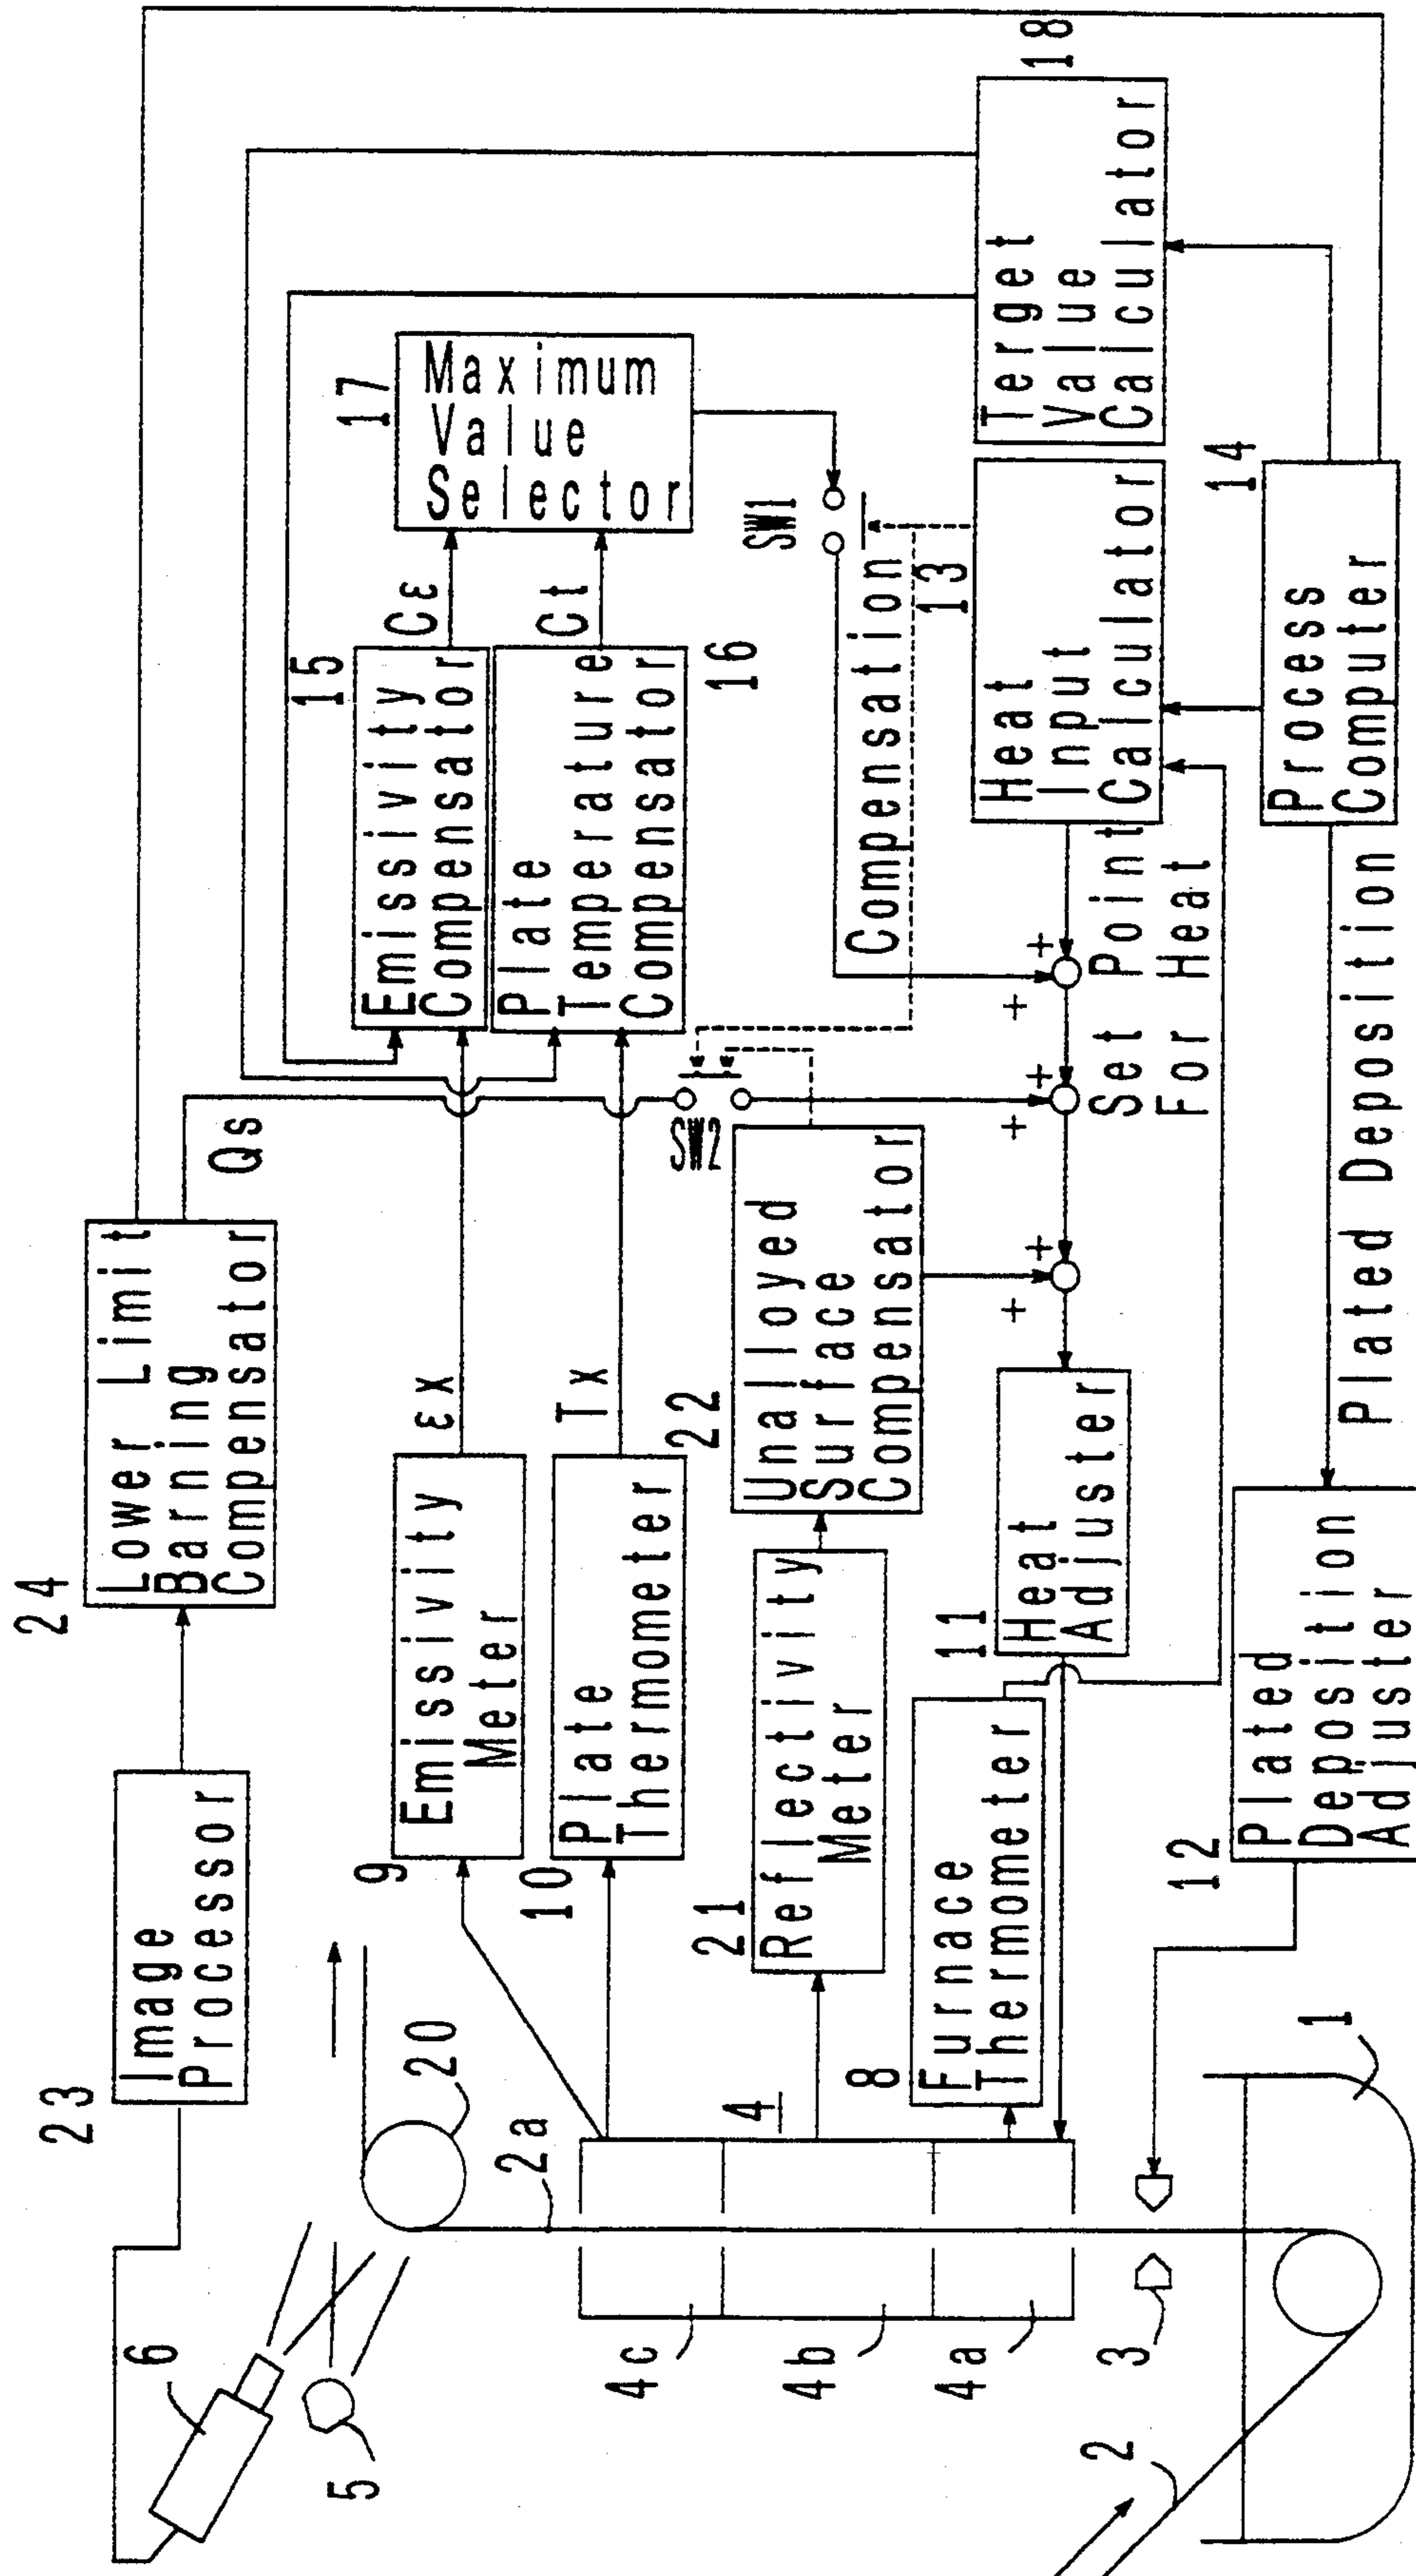 24
Lower Limit
Barning
Compensator
Qs
23
Image
Processor
6
5
20
2a
9
Emissivity
Meter
εx
15
Emissivity
Compensator
Cε
17
Maximum
Value
Selector
10
Plate
Thermometer
Tx
Plate
Temperature
Compensator
16
Ct
SW1
SW2
Compensation
21
Reflectivity
Meter
22
Unalloyed
Surface
Compensator
4
4c
4b
4a
8
Furnace
Thermometer
11
Heat
Adjuster
+
+
+
+
+
+
Set Point
For Heat
13
Heat
Input
Calculator
18
Terget
Value
Calculator
14
Process
Computer
Plated Deposition
12
Plated
Deposition
Adjuster
3
2
1